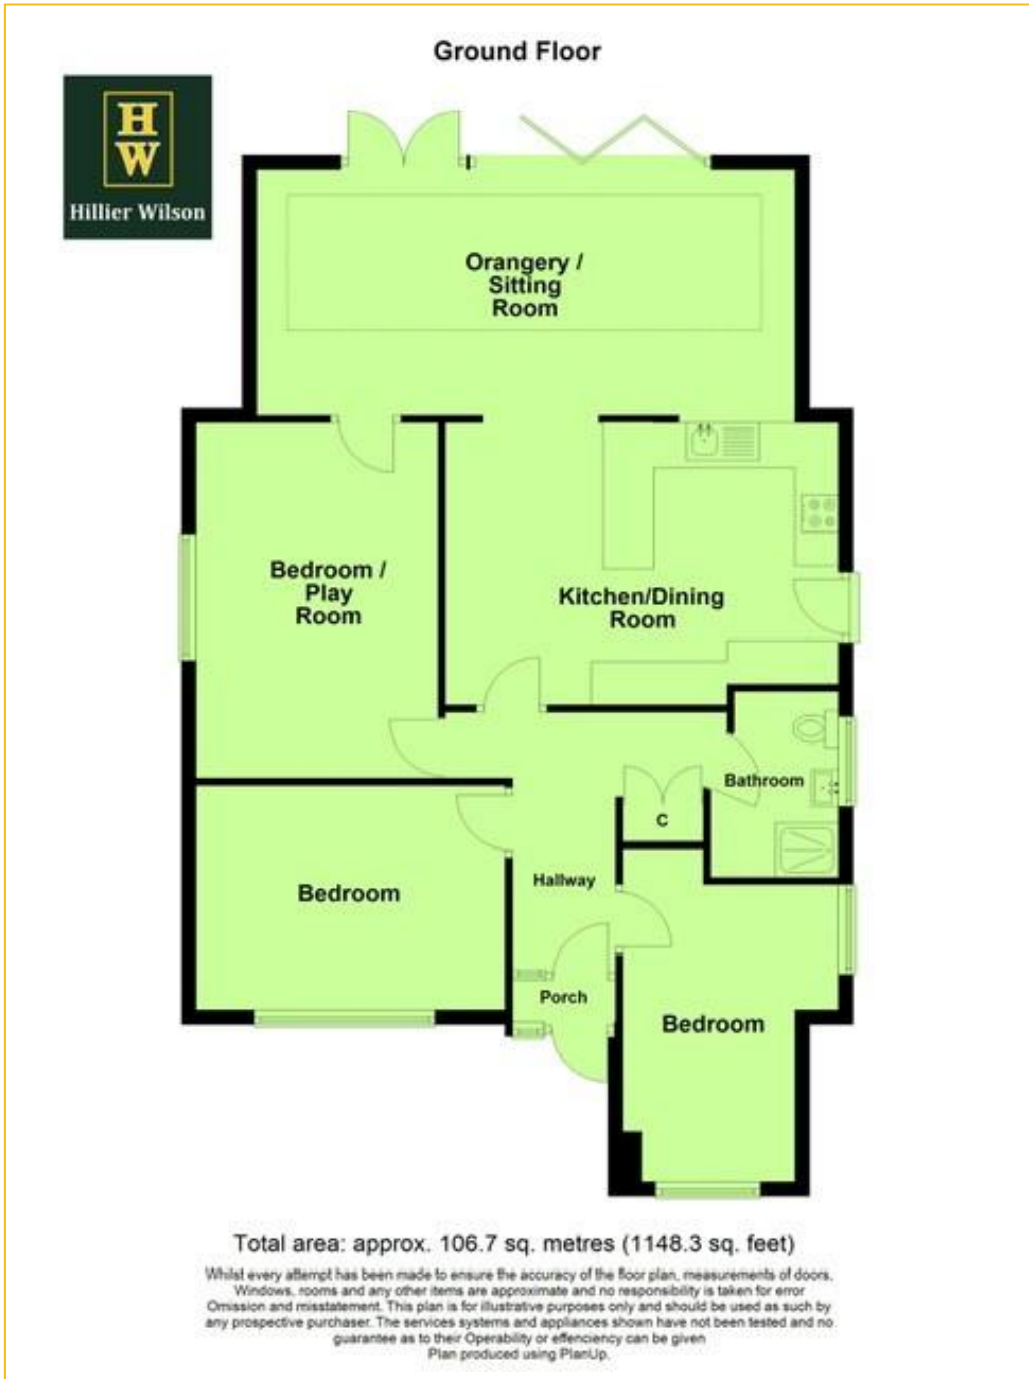 Ground Floor
H
W
Hillier Wilson
Orangery /
Sitting
Room
Bedroom /
Play
Room
Kitchen/Dining
Room
Bathroom
C
Bedroom
Hallway
Porch
Bedroom
Total area: approx. 106.7 sq. metres (1148.3 sq. feet)
Whilst every attempt has been made to ensure the accuracy of the floor plan, measurements of doors,
Windows, rooms and any other items are approximate and no responsibility is taken for error
Omission and misstatement. This plan is for illustrative purposes only and should be used as such by
any prospective purchaser. The services systems and appliances shown have not been tested and no
guarantee as to their Operability or effenciency can be given
Plan produced using PlanUp.